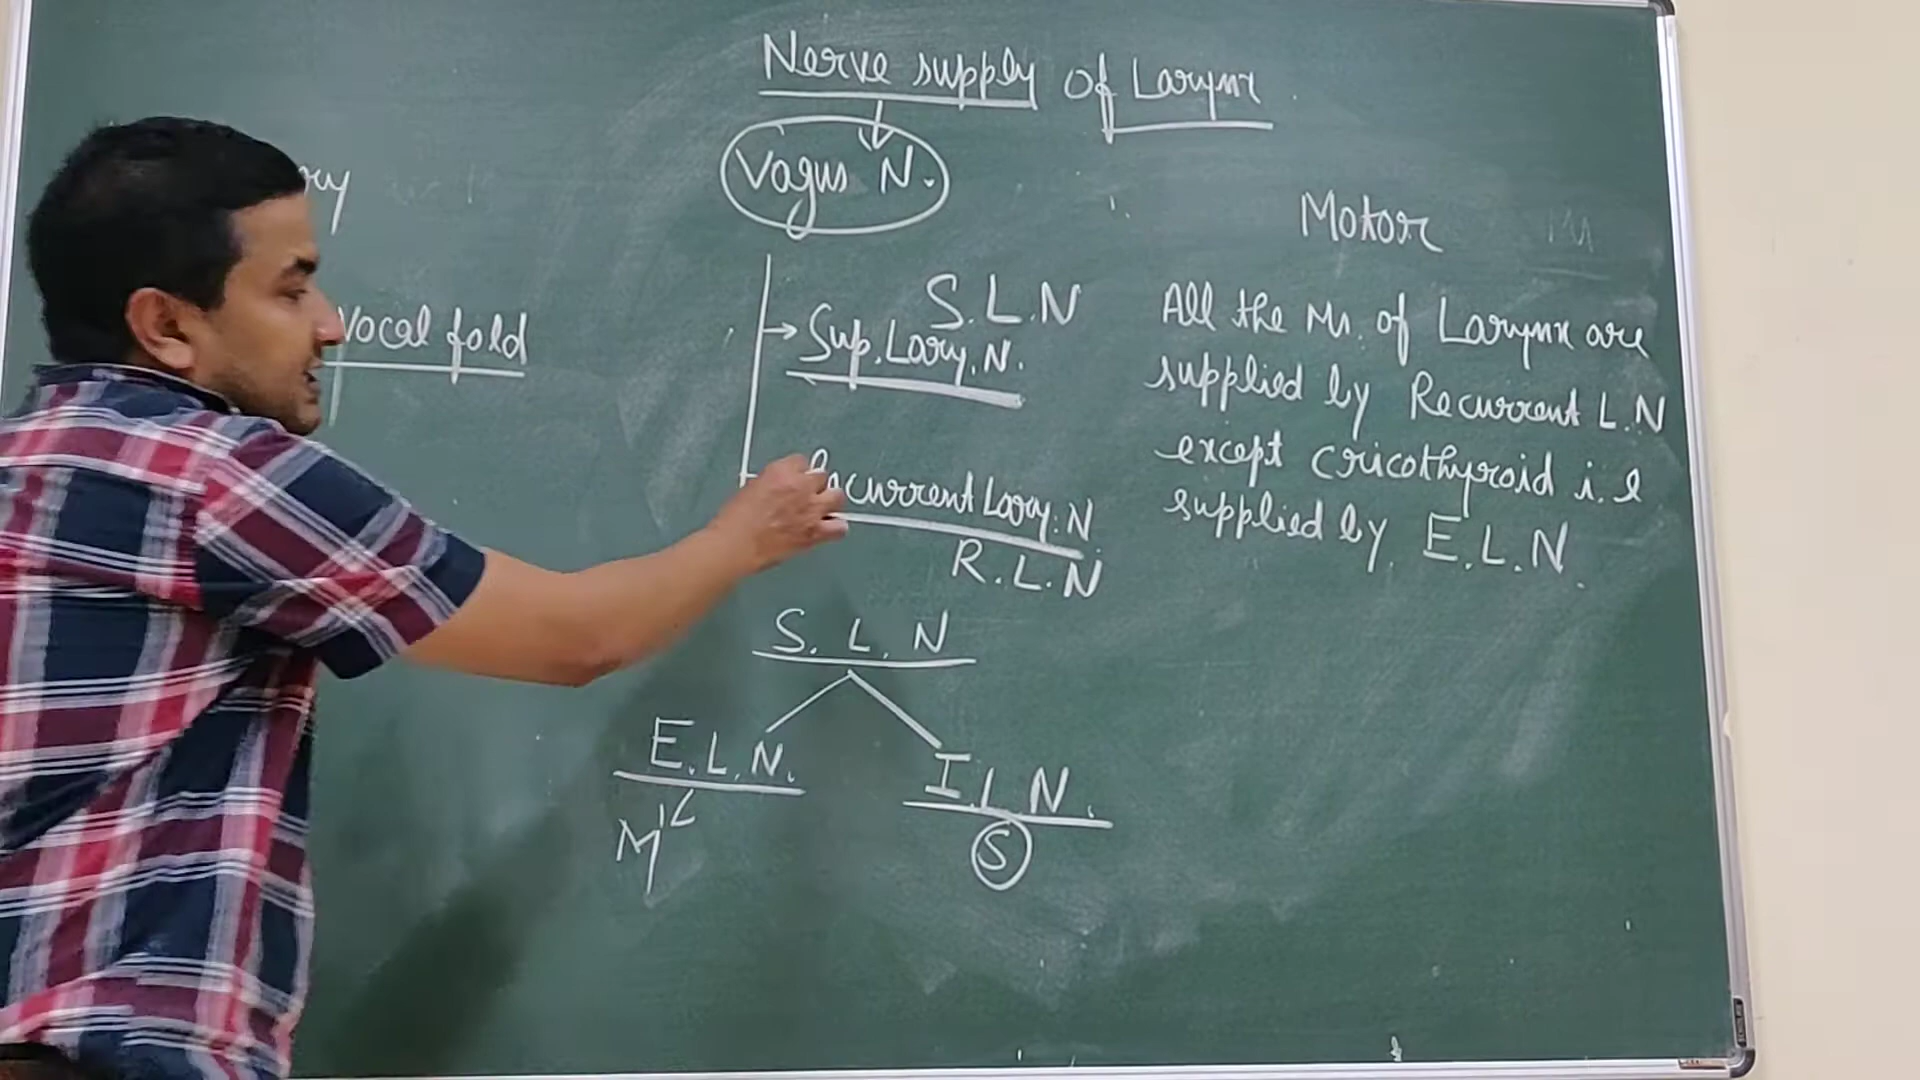 Nerve supply of Larynx
Vagus N.
Vocal fold
S.L.N
Sup. Lary. N.
Recurrent Lary. N
R.L.N
S. L. N
E. L. N.
M
I. L N.
S
Motor
All the Ms. of Larynx are
supplied by Recurrent L. N
except cricothyroid i.e
supplied by E. L. N.